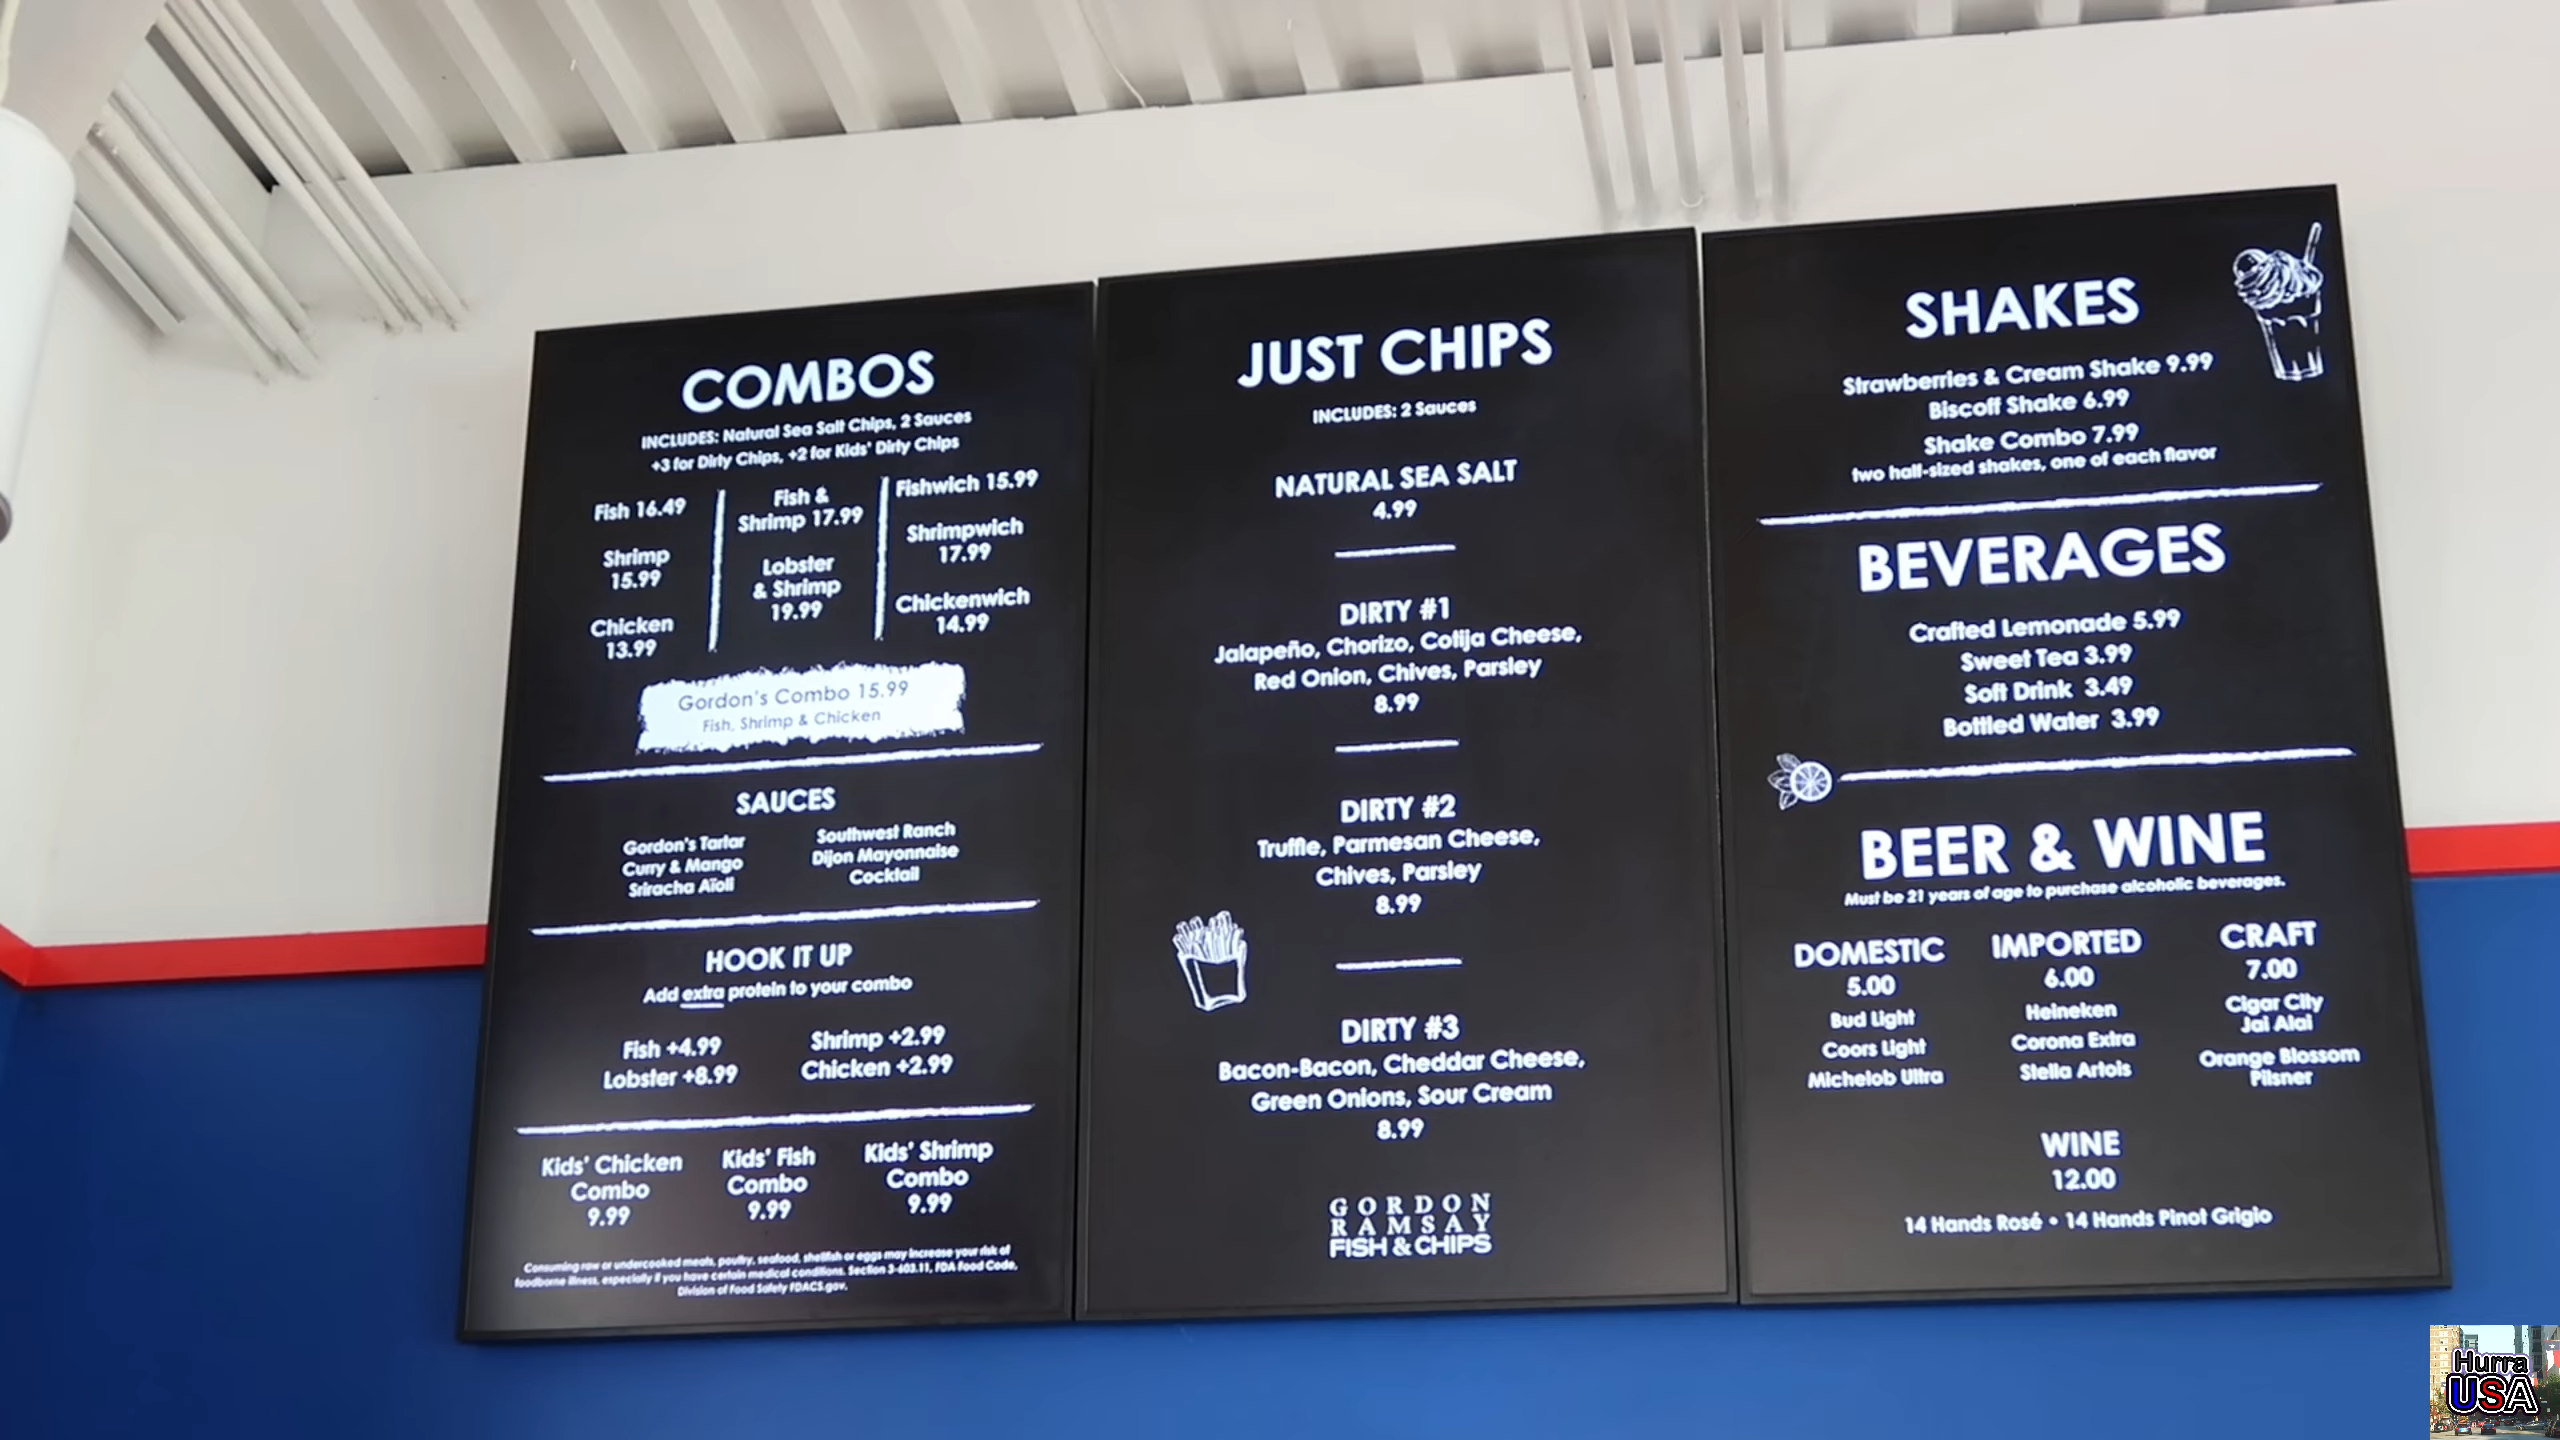 COMBOS
INCLUDES: Natural Sea Salt Chips, 2 Sauces
+3 for Dirty Chips, +2 for Kids' Dirty Chips
Fish 16.49
Shrimp
15.99
Chicken
13.99
Fish &
Shrimp 17.99
Lobster
& Shrimp
19.99
Fishwich 15.99
Shrimpwich
17.99
Chickenwich
14.99
Gordon's Combo 15.99
Fish, Shrimp & Chicken
SAUCES
Gordon's Tartar
Curry & Mango
Sriracha Aïoli
Southwest Ranch
Dijon Mayonnaise
Cocktail
HOOK IT UP
Add extra protein to your combo
Fish +4.99
Lobster +8.99
Shrimp +2.99
Chicken +2.99
Kids' Chicken
Combo
9.99
Kids' Fish
Combo
9.99
Kids' Shrimp
Combo
9.99
Consuming raw or undercooked meats, poultry, seafood, shellfish or eggs may increase your risk of
foodborne illness, especially if you have certain medical conditions. Section 3-603.11, FDA Food Code,
Division of Food Safety FDACS.gov.
JUST CHIPS
INCLUDES: 2 Sauces
NATURAL SEA SALT
4.99
DIRTY #1
Jalapeño, Chorizo, Cotija Cheese,
Red Onion, Chives, Parsley
8.99
DIRTY #2
Truffle, Parmesan Cheese,
Chives, Parsley
8.99
DIRTY #3
Bacon-Bacon, Cheddar Cheese,
Green Onions, Sour Cream
8.99
GORDON
RAMSAY
FISH & CHIPS
SHAKES
Strawberries & Cream Shake 9.99
Biscoff Shake 6.99
Shake Combo 7.99
two half-sized shakes, one of each flavor
BEVERAGES
Crafted Lemonade 5.99
Sweet Tea 3.99
Soft Drink 3.49
Bottled Water 3.99
BEER & WINE
Must be 21 years of age to purchase alcoholic beverages.
DOMESTIC
5.00
Bud Light
Coors Light
Michelob Ultra
IMPORTED
6.00
Heineken
Corona Extra
Stella Artois
CRAFT
7.00
Cigar City
Jai Alai
Orange Blossom
Pilsner
WINE
12.00
14 Hands Rosé • 14 Hands Pinot Grigio
Hurra
USA